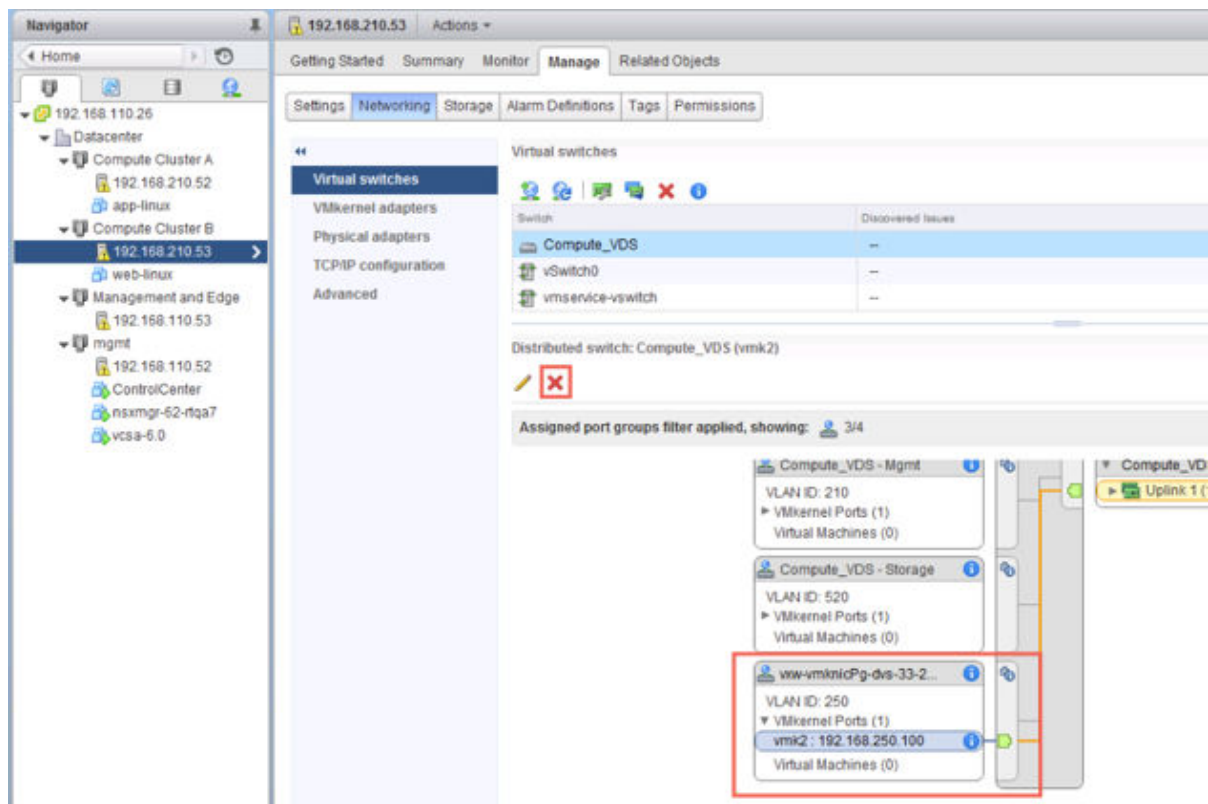 Navigator
Home
192.168.110.26
Datacenter
Compute Cluster A
192.168.210.52
app-linux
Compute Cluster B
192.168.210.53
web-linux
Management and Edge
192.168.110.53
mgmt
192.168.110.52
ControlCenter
nsxmgr-62-rtqa7
vcsa-6.0
192.168.210.53 Actions
Getting Started Summary Monitor Manage Related Objects
Settings Networking Storage Alarm Definitions Tags Permissions
Virtual switches
VMkernel adapters
Physical adapters
TCP/IP configuration
Advanced
Virtual switches
Switch Discovered Issues
Compute_VDS --
vSwitch0 --
vmservice-vswitch --
Distributed switch: Compute_VDS (vmk2)
Assigned port groups filter applied, showing: 3/4
Compute_VDS - Mgmt
VLAN ID: 210
VMkernel Ports (1)
Virtual Machines (0)
Compute_VDS - Storage
VLAN ID: 520
VMkernel Ports (1)
Virtual Machines (0)
vxw-vmknicPg-dvs-33-2...
VLAN ID: 250
VMkernel Ports (1)
vmk2 : 192.168.250.100
Virtual Machines (0)
Compute_VD
Uplink 1 (